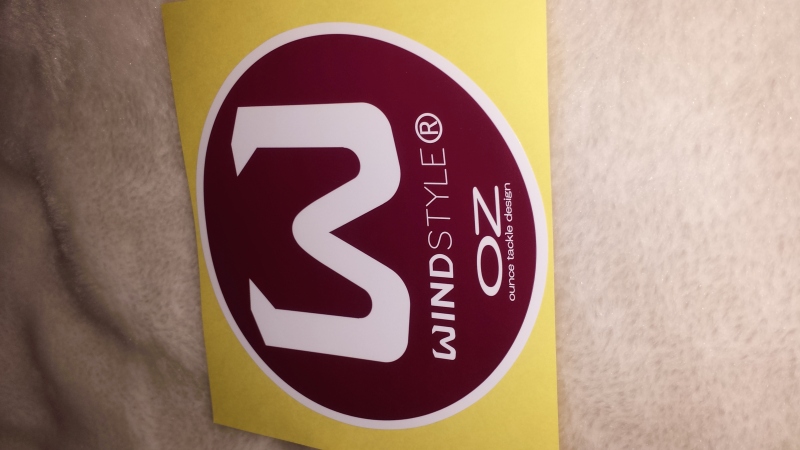 W
WINDSTYLE®
OZ
ounce tackle design